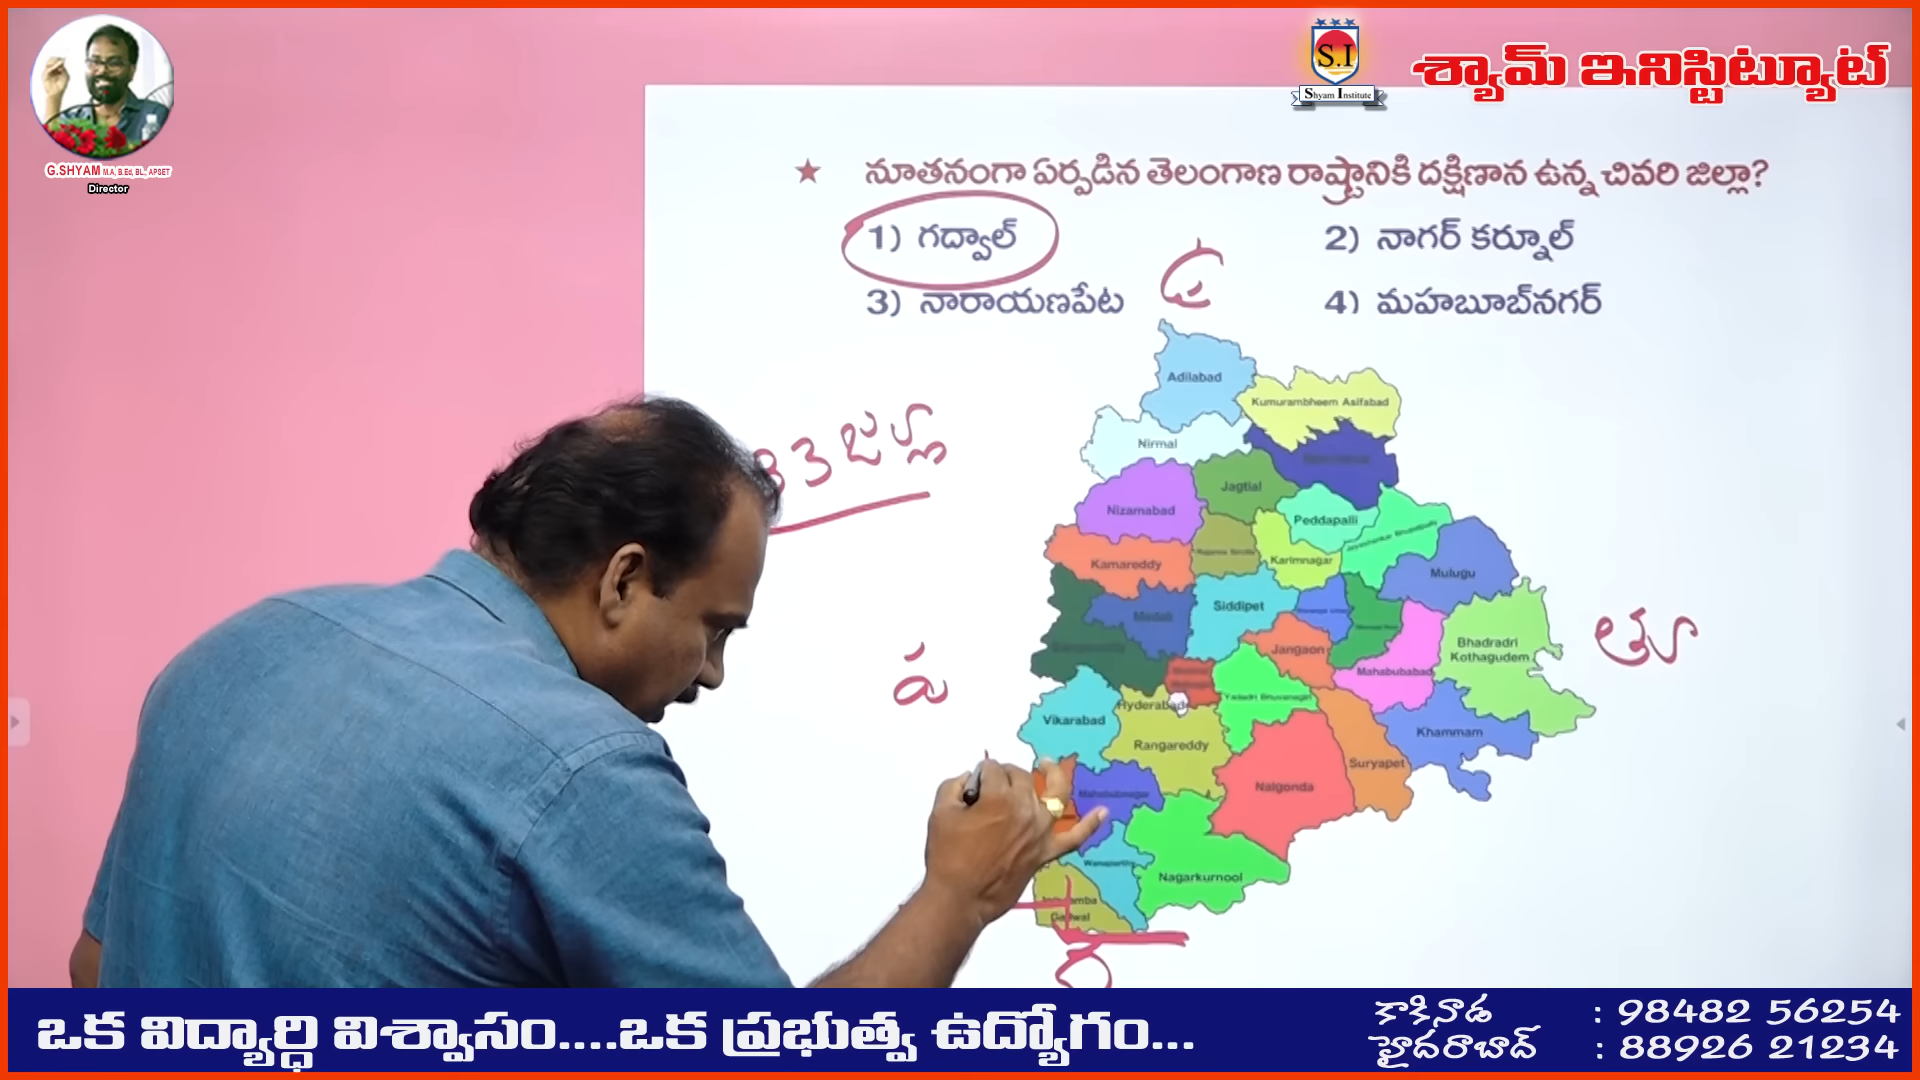 G.SHYAM M.A, B.Ed, BL., APSET
Director
S.I
Shyam Institute
శ్యామ్ ఇనిస్టిట్యూట్
★ నూతనంగా ఏర్పడిన తెలంగాణ రాష్ట్రానికి దక్షిణాన ఉన్న చివరి జిల్లా?
1) గద్వాల్
2) నాగర్ కర్నూల్
3) నారాయణపేట
4) మహబూబ్‌నగర్
ఉ
33 జిల్లా
ప
తూ
ద
Adilabad
Kumurambheem Asifabad
Nirmal
Jagtial
Nizamabad
Peddapalli
Karimnagar
Kamareddy
Mulugu
Siddipet
Medak
Jangaon
Bhadradri
Kothagudem
Mahabubabad
Yadadri Bhuvanagiri
Hyderabad
Vikarabad
Rangareddy
Khammam
Suryapet
Nalgonda
Mahabubnagar
Wanaparthy
Nagarkurnool
Gadwal
ఒక విద్యార్థి విశ్వాసం....ఒక ప్రభుత్వ ఉద్యోగం...
కాకినాడ : 98482 56254
హైదరాబాద్ : 88926 21234